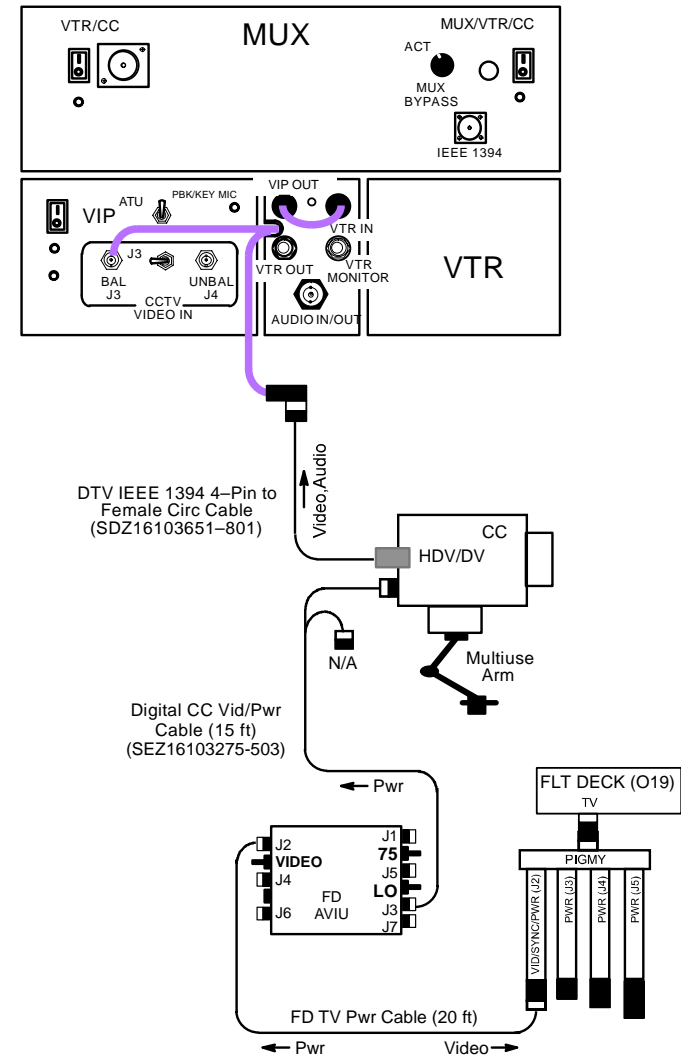 VTR/CC
MUX
MUX/VTR/CC
ACT
MUX
BYPASS
IEEE 1394
VIP
ATU
PBK/KEY MIC
J3
BAL
J3
UNBAL
J4
CCTV
VIDEO IN
VIP OUT
VTR IN
VTR OUT
VTR
MONITOR
AUDIO IN/OUT
VTR
DTV IEEE 1394 4–Pin to
Female Circ Cable
(SDZ16103651–801)
Video,Audio
CC
HDV/DV
N/A
Multiuse
Arm
Digital CC Vid/Pwr
Cable (15 ft)
(SEZ16103275-503)
Pwr
FLT DECK (O19)
TV
PIGMY
VID/SYNC/PWR (J2)
PWR (J3)
PWR (J4)
PWR (J5)
J2
VIDEO
J4
J6
FD
AVIU
J1
75
J5
LO
J3
J7
FD TV Pwr Cable (20 ft)
Pwr
Video